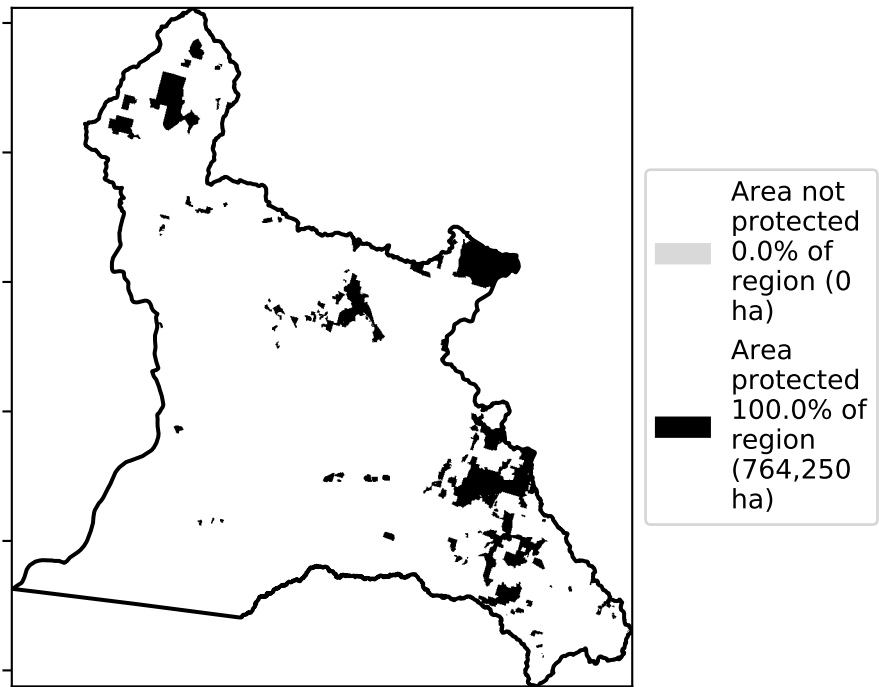 Area not
protected
0.0% of
region (0
ha)
Area
protected
100.0% of
region
(764,250
ha)